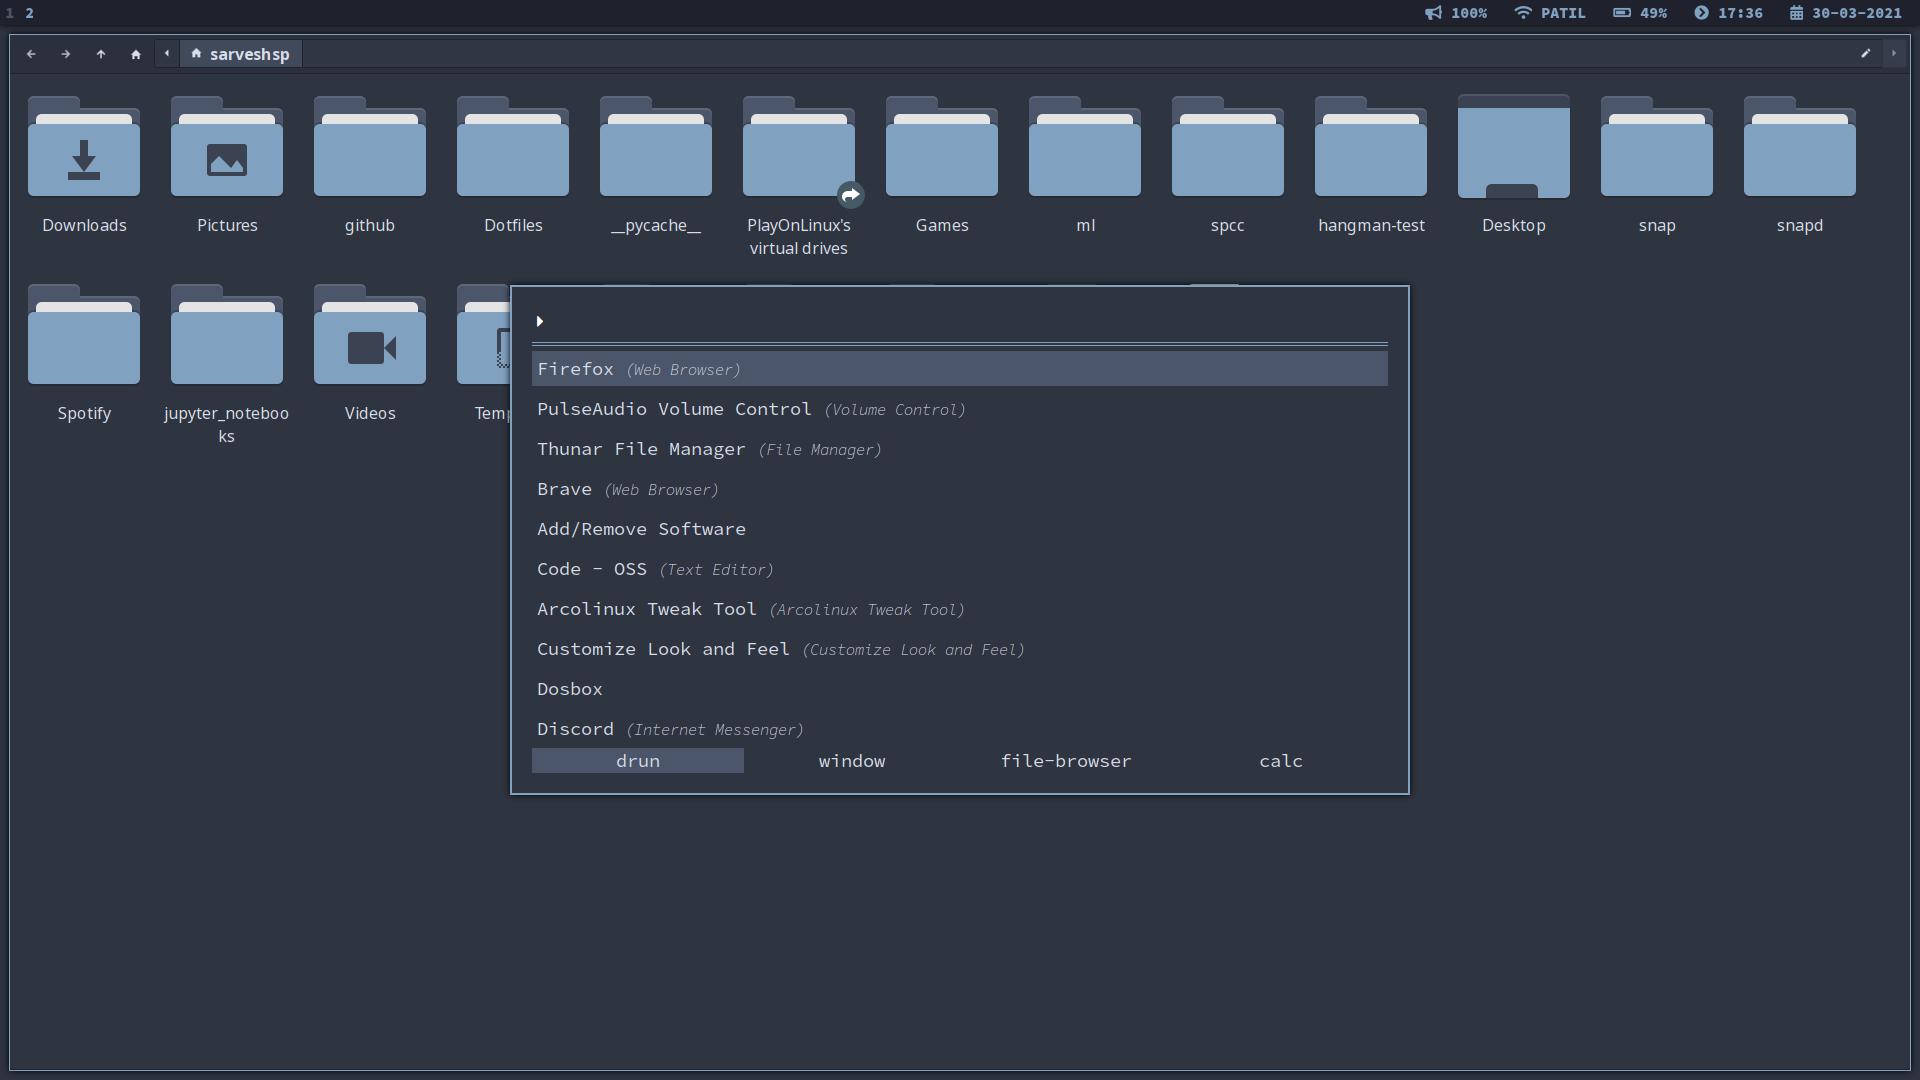 1 2 100% PATIL 49% 17:36 30-03-2021
sarveshsp
Downloads Pictures github Dotfiles __pycache__ PlayOnLinux's Games ml spcc hangman-test Desktop snap snapd
virtual drives
Spotify jupyter_noteboo Videos Temp
ks
Firefox (Web Browser)
PulseAudio Volume Control (Volume Control)
Thunar File Manager (File Manager)
Brave (Web Browser)
Add/Remove Software
Code - OSS (Text Editor)
Arcolinux Tweak Tool (Arcolinux Tweak Tool)
Customize Look and Feel (Customize Look and Feel)
Dosbox
Discord (Internet Messenger)
drun window file-browser calc